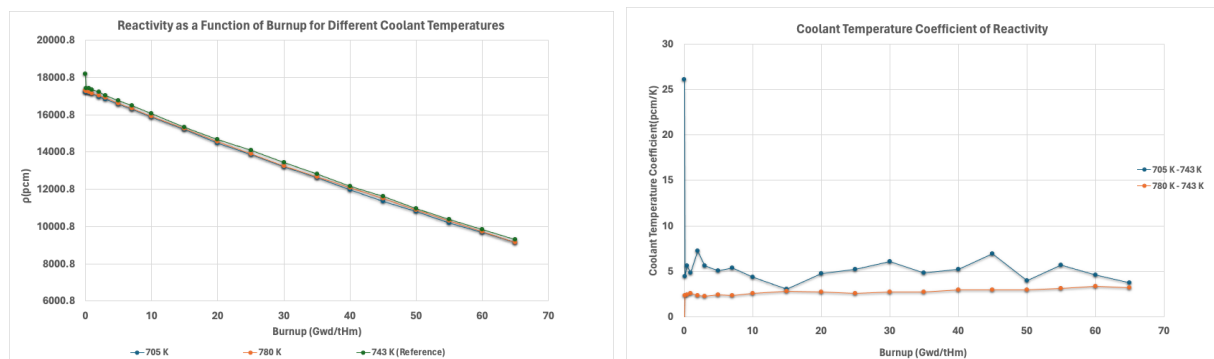 Reactivity as a Function of Burnup for Different Coolant Temperatures
20000.8
18000.8
16000.8
14000.8
12000.8
10000.8
8000.8
6000.8
ρ(pcm)
0 10 20 30 40 50 60 70
Burnup (Gwd/tHm)
705 K 780 K 743 K (Reference)
Coolant Temperature Coefficient of Reactivity
30
25
20
15
10
5
0
Coolant Temperature Coefficient(pcm/K)
0 10 20 30 40 50 60 70
Burnup (Gwd/tHm)
705 K -743 K
780 K - 743 K